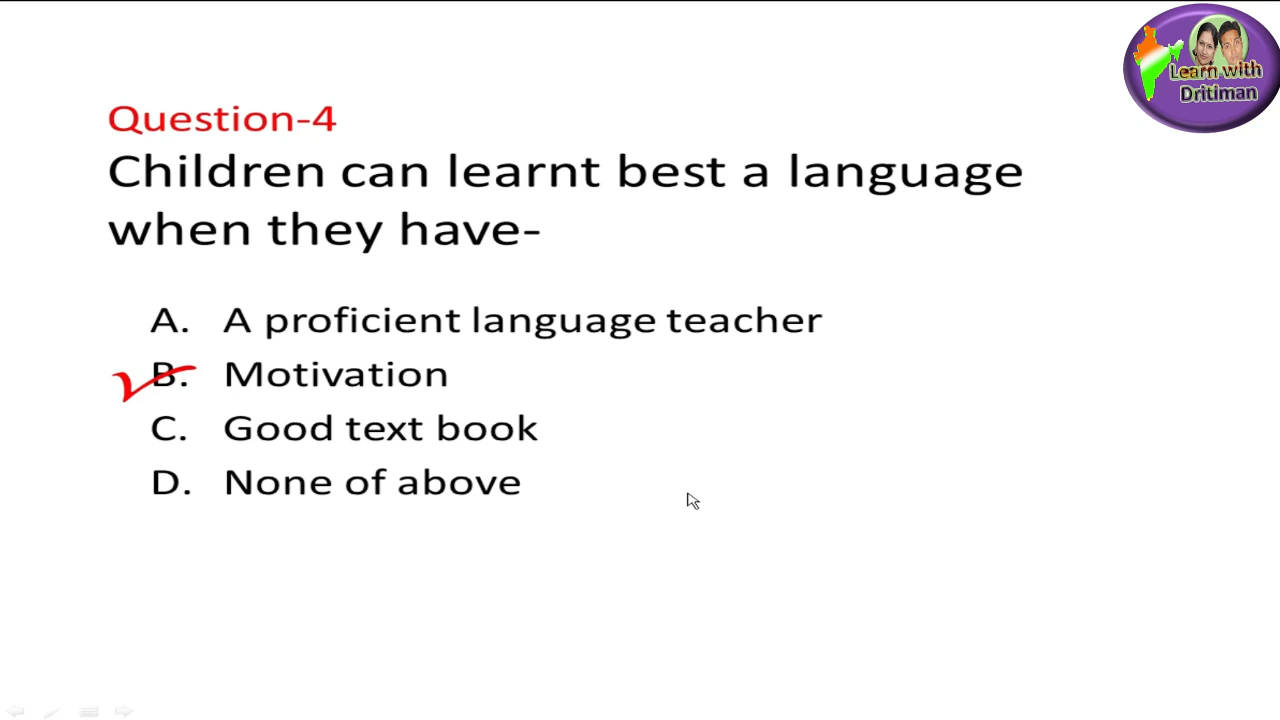 Learn with
Dritiman
Question-4
Children can learnt best a language
when they have-
A. A proficient language teacher
B. Motivation
C. Good text book
D. None of above